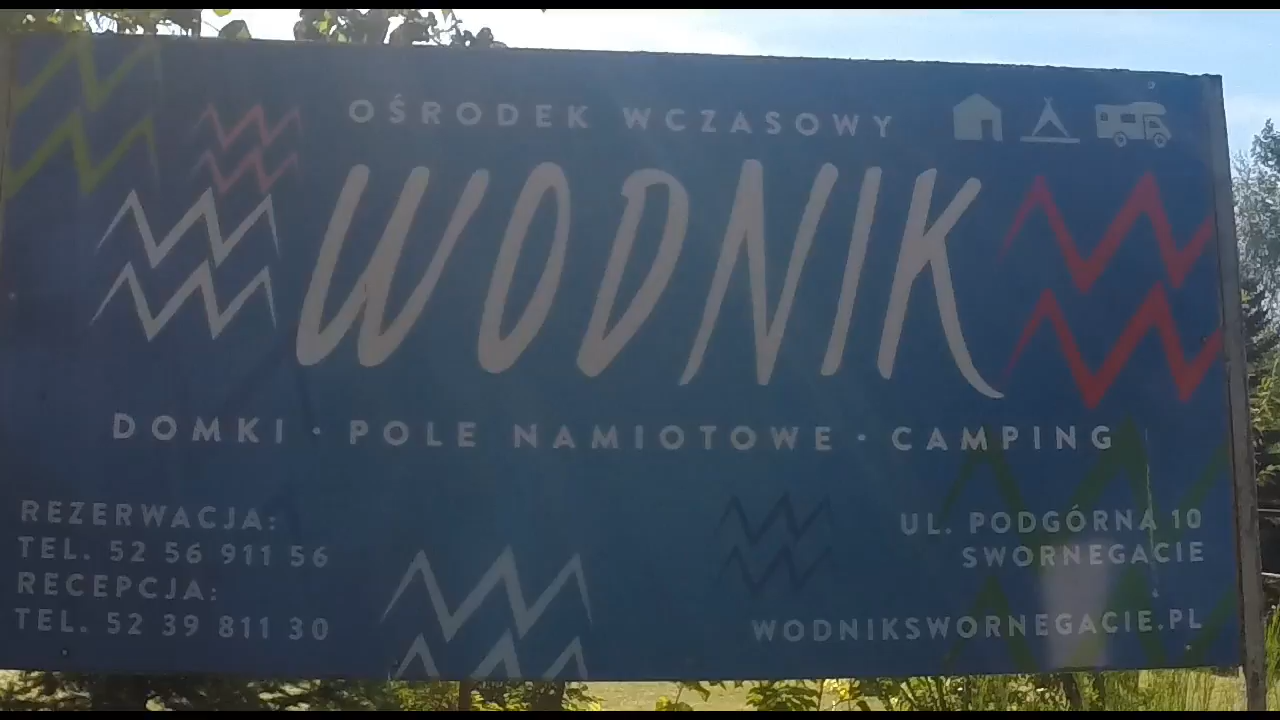 OŚRODEK WCZASOWY
WODNIK
DOMKI · POLE NAMIOTOWE · CAMPING
REZERWACJA:
TEL. 52 56 911 56
RECEPCJA:
TEL. 52 39 811 30
UL. PODGÓRNA 10
SWORNEGACIE
WODNIKSWORNEGACIE.PL